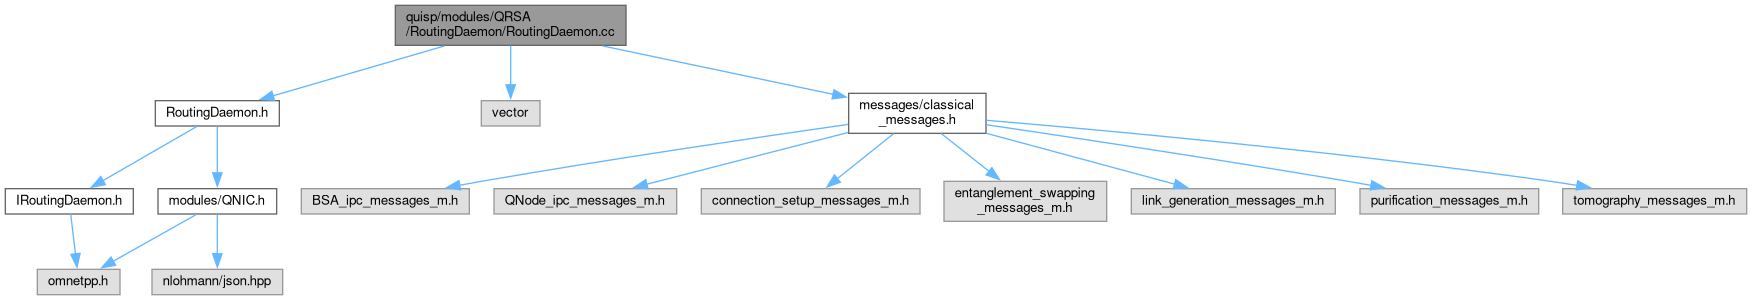 quisp/modules/QRSA
/RoutingDaemon/RoutingDaemon.cc
RoutingDaemon.h
vector
messages/classical
_messages.h
IRoutingDaemon.h
modules/QNIC.h
BSA_ipc_messages_m.h
QNode_ipc_messages_m.h
connection_setup_messages_m.h
entanglement_swapping
_messages_m.h
link_generation_messages_m.h
purification_messages_m.h
tomography_messages_m.h
omnetpp.h
nlohmann/json.hpp